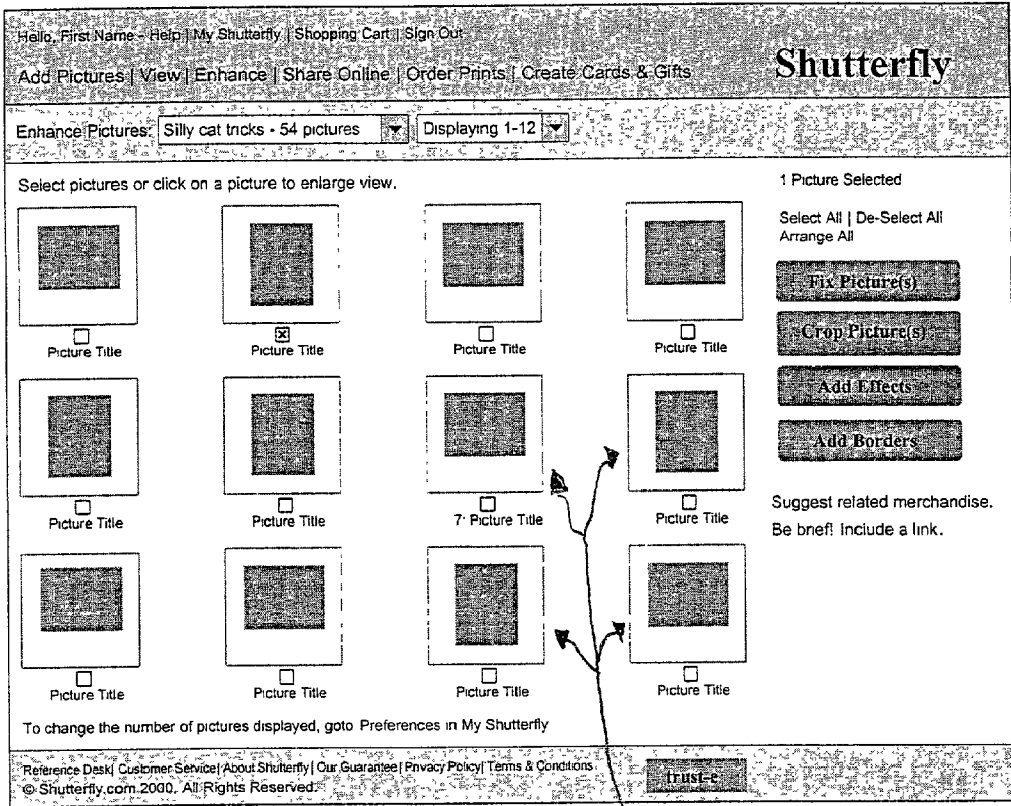 Hello, First Name - Help | My Shutterfly | Shopping Cart | Sign Out
Shutterfly
Add Pictures | View | Enhance | Share Online | Order Prints | Create Cards & Gifts
Enhance Pictures: Silly cat tricks - 54 pictures Displaying 1-12
Select pictures or click on a picture to enlarge view.
1 Picture Selected
Select All | De-Select All
Arrange All
Picture Title Picture Title Picture Title Picture Title
Fix Picture(s)
Crop Picture(s)
Add Effects
Add Borders
Picture Title Picture Title 7: Picture Title Picture Title
Suggest related merchandise.
Be brief! Include a link.
Picture Title Picture Title Picture Title Picture Title
To change the number of pictures displayed, goto Preferences in My Shutterfly
Reference Desk| Customer Service| About Shutterfly | Our Guarantee| Privacy Policy| Terms & Conditions
© Shutterfly.com 2000. All Rights Reserved.
trust-e